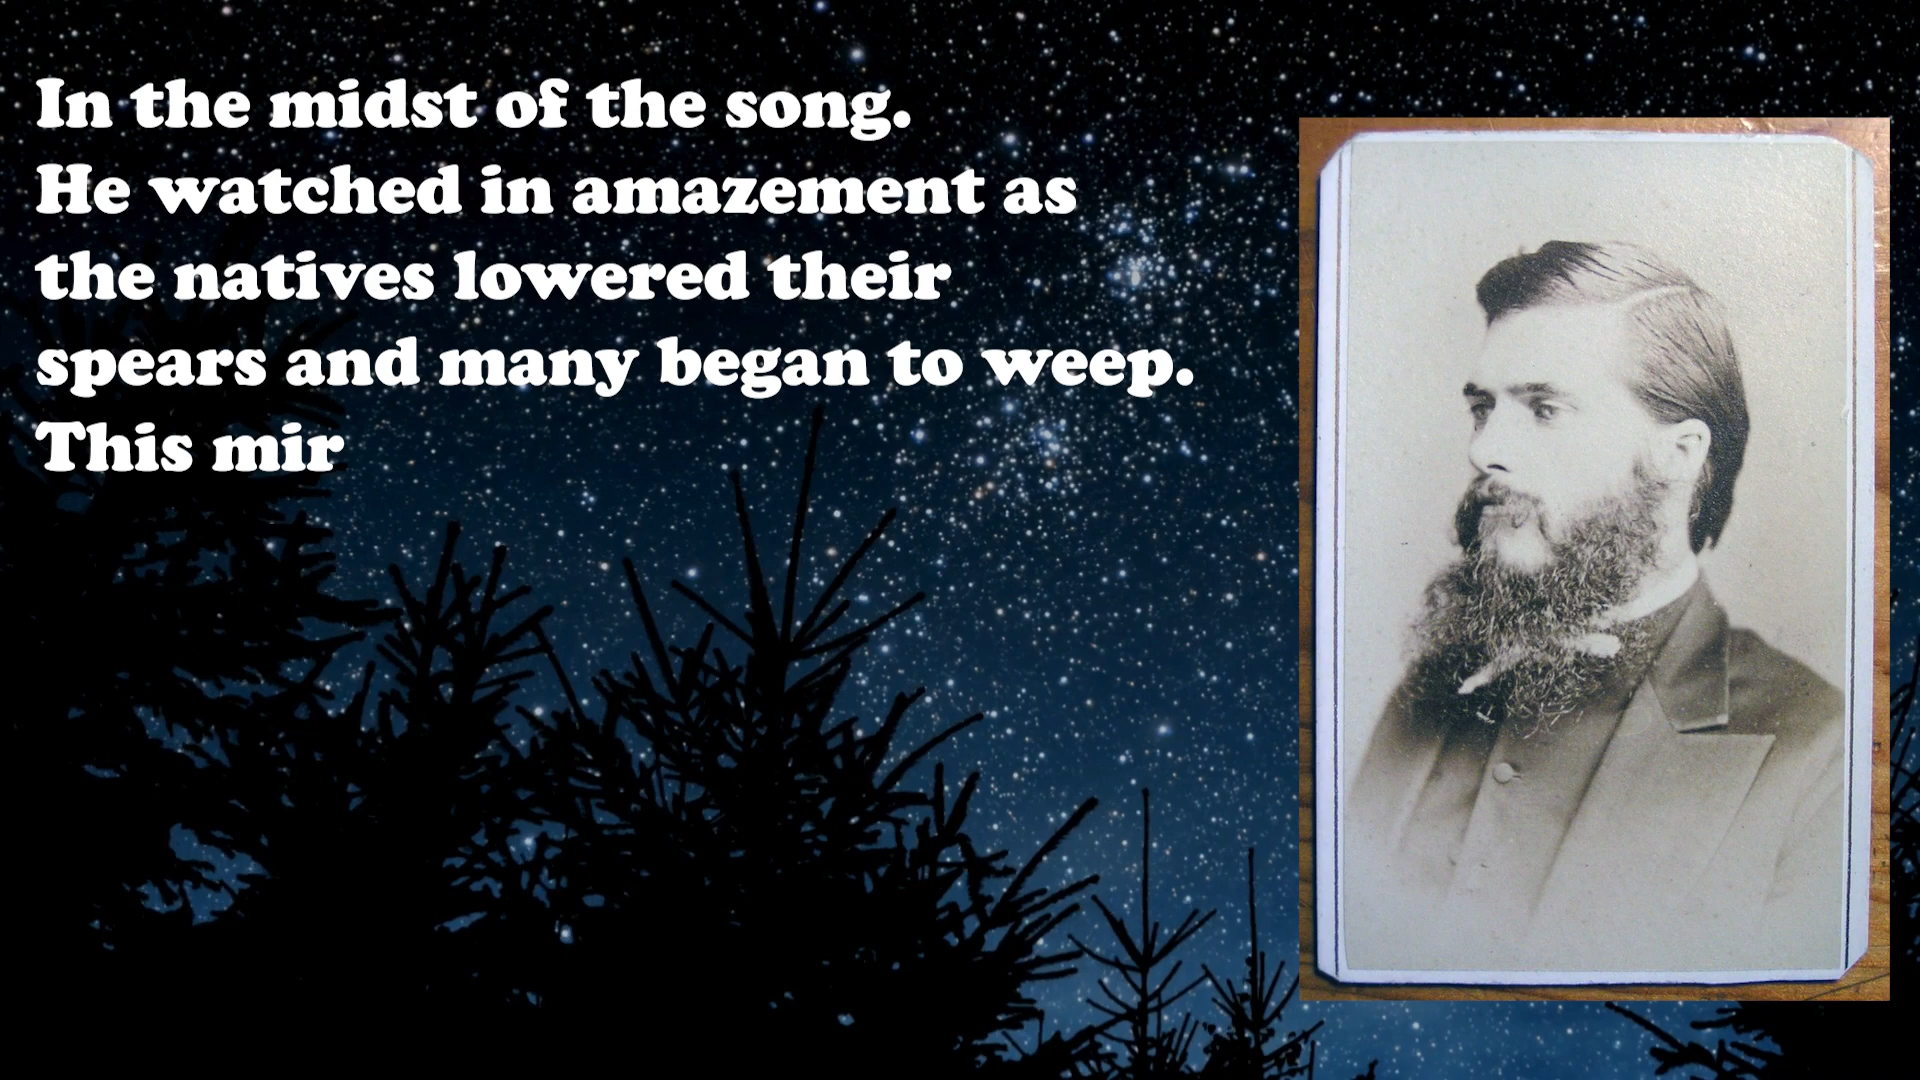 In the midst of the song.
He watched in amazement as
the natives lowered their
spears and many began to weep.
This mir